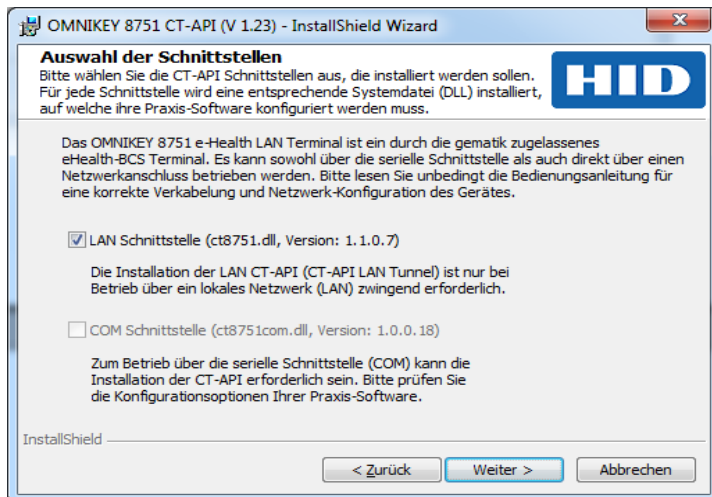 OMNIKEY 8751 CT-API (V 1.23) - InstallShield Wizard
Auswahl der Schnittstellen
Bitte wählen Sie die CT-API Schnittstellen aus, die installiert werden sollen.
Für jede Schnittstelle wird eine entsprechende Systemdatei (DLL) installiert,
auf welche ihre Praxis-Software konfiguriert werden muss.
HID
Das OMNIKEY 8751 e-Health LAN Terminal ist ein durch die gematik zugelassenes
eHealth-BCS Terminal. Es kann sowohl über die serielle Schnittstelle als auch direkt über einen
Netzwerkanschluss betrieben werden. Bitte lesen Sie unbedingt die Bedienungsanleitung für
eine korrekte Verkabelung und Netzwerk-Konfiguration des Gerätes.
LAN Schnittstelle (ct8751.dll, Version: 1.1.0.7)
Die Installation der LAN CT-API (CT-API LAN Tunnel) ist nur bei
Betrieb über ein lokales Netzwerk (LAN) zwingend erforderlich.
COM Schnittstelle (ct8751com.dll, Version: 1.0.0.18)
Zum Betrieb über die serielle Schnittstelle (COM) kann die
Installation der CT-API erforderlich sein. Bitte prüfen Sie
die Konfigurationsoptionen Ihrer Praxis-Software.
InstallShield
< Zurück
Weiter >
Abbrechen